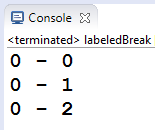 Console
<terminated> labeledBreak
0 - 0
0 - 1
0 - 2